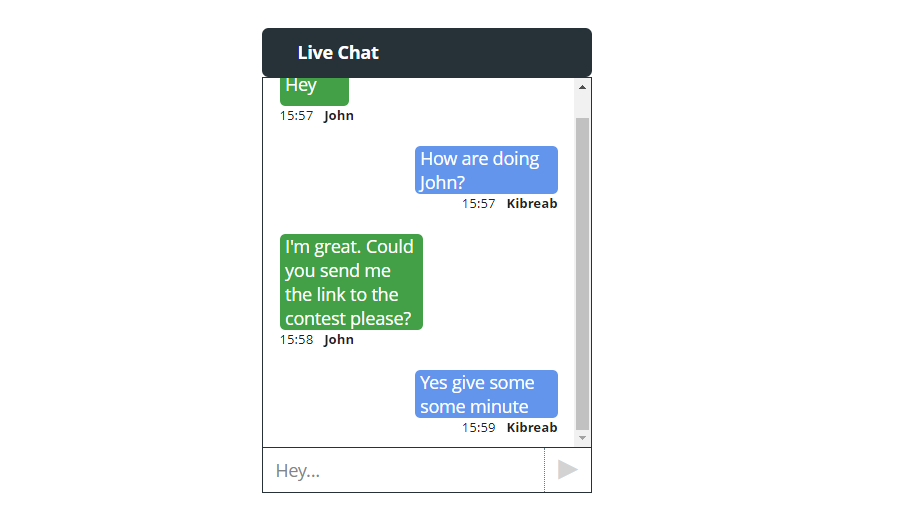 Live Chat
Hey
15:57 John
How are doing
John?
15:57 Kibreab
I'm great. Could
you send me
the link to the
contest please?
15:58 John
Yes give some
some minute
15:59 Kibreab
Hey...